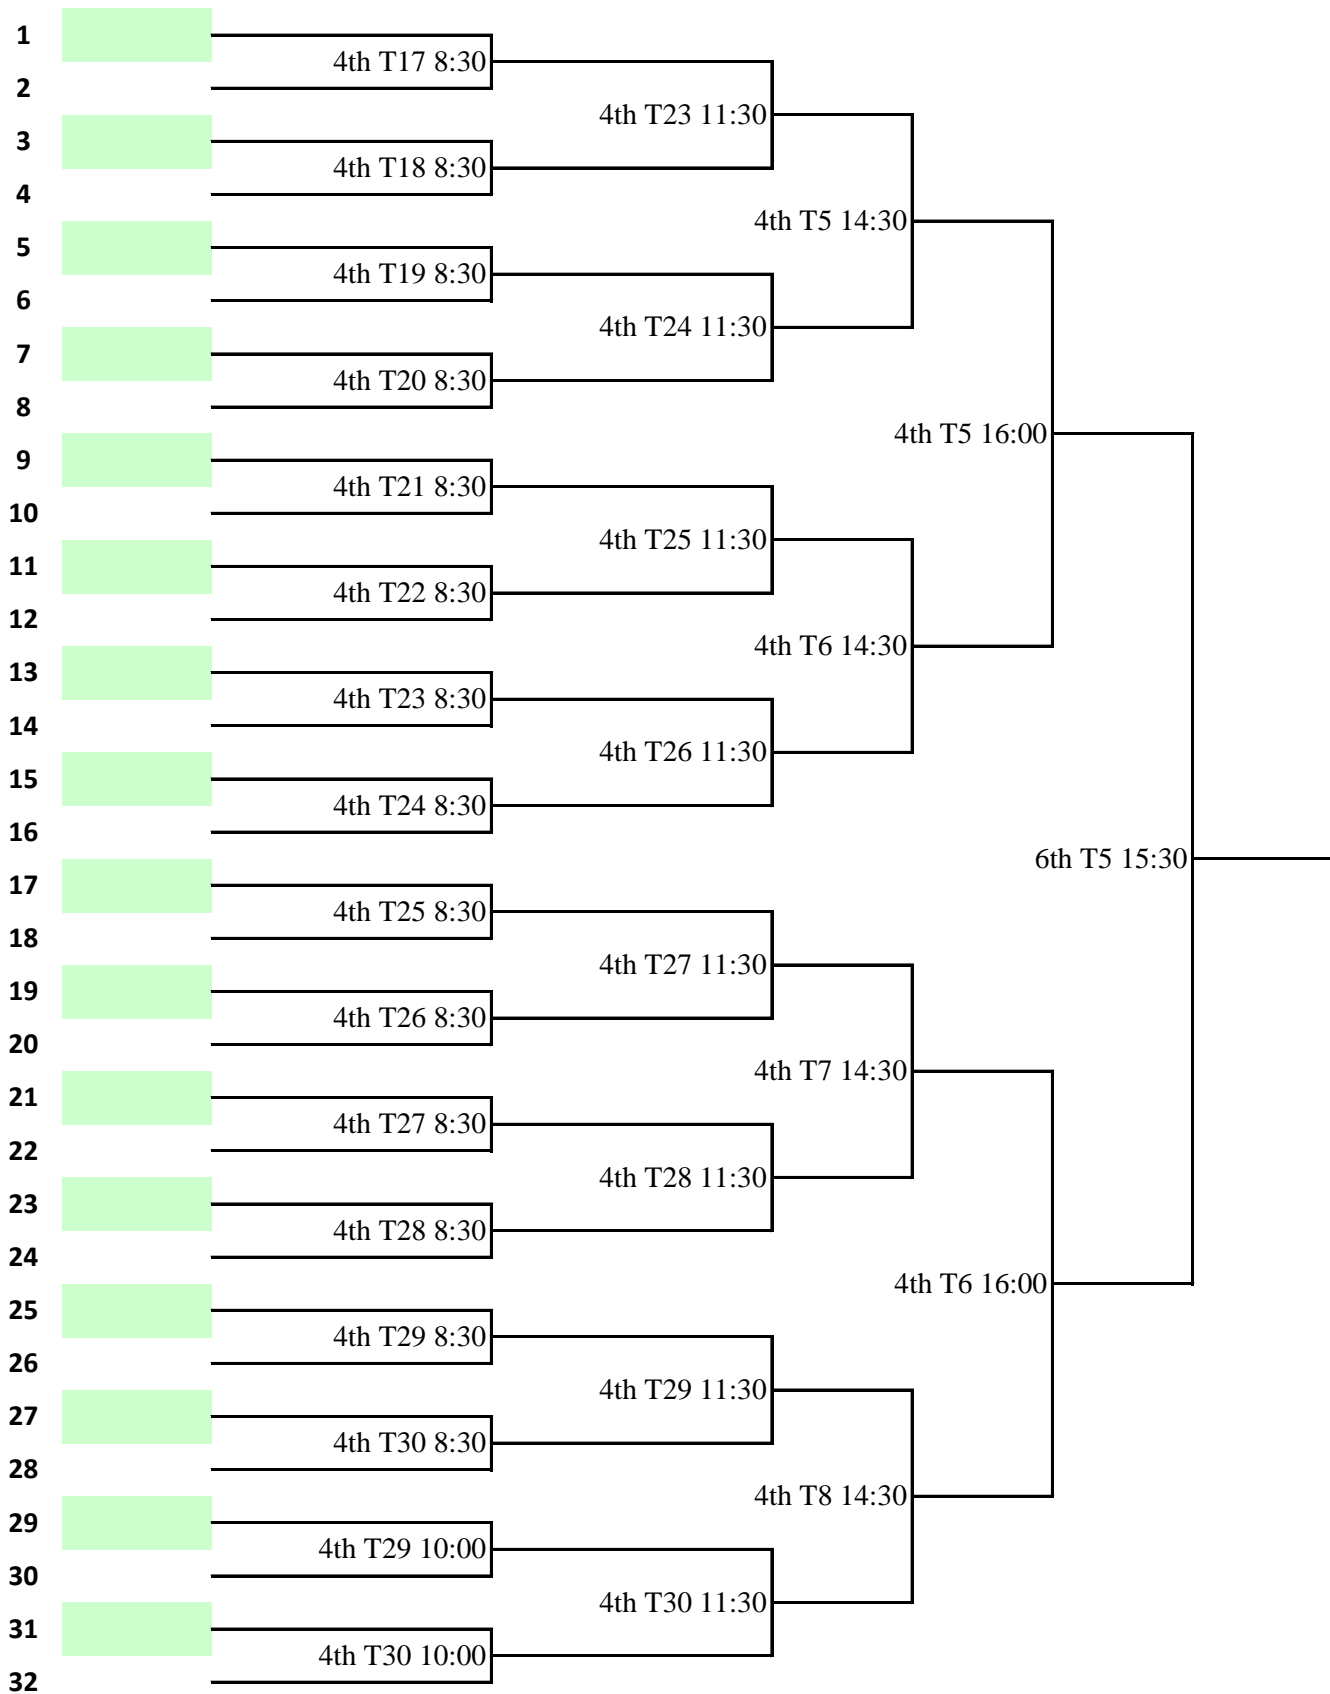 1
4th T17 8:30
2
4th T23 11:30
3
4th T18 8:30
4
4th T5 14:30
5
4th T19 8:30
6
4th T24 11:30
7
4th T20 8:30
8
4th T5 16:00
9
4th T21 8:30
10
4th T25 11:30
11
4th T22 8:30
12
4th T6 14:30
13
4th T23 8:30
14
4th T26 11:30
15
4th T24 8:30
16
6th T5 15:30
17
4th T25 8:30
18
4th T27 11:30
19
4th T26 8:30
20
4th T7 14:30
21
4th T27 8:30
22
4th T28 11:30
23
4th T28 8:30
24
4th T6 16:00
25
4th T29 8:30
26
4th T29 11:30
27
4th T30 8:30
28
4th T8 14:30
29
4th T29 10:00
30
4th T30 11:30
31
4th T30 10:00
32